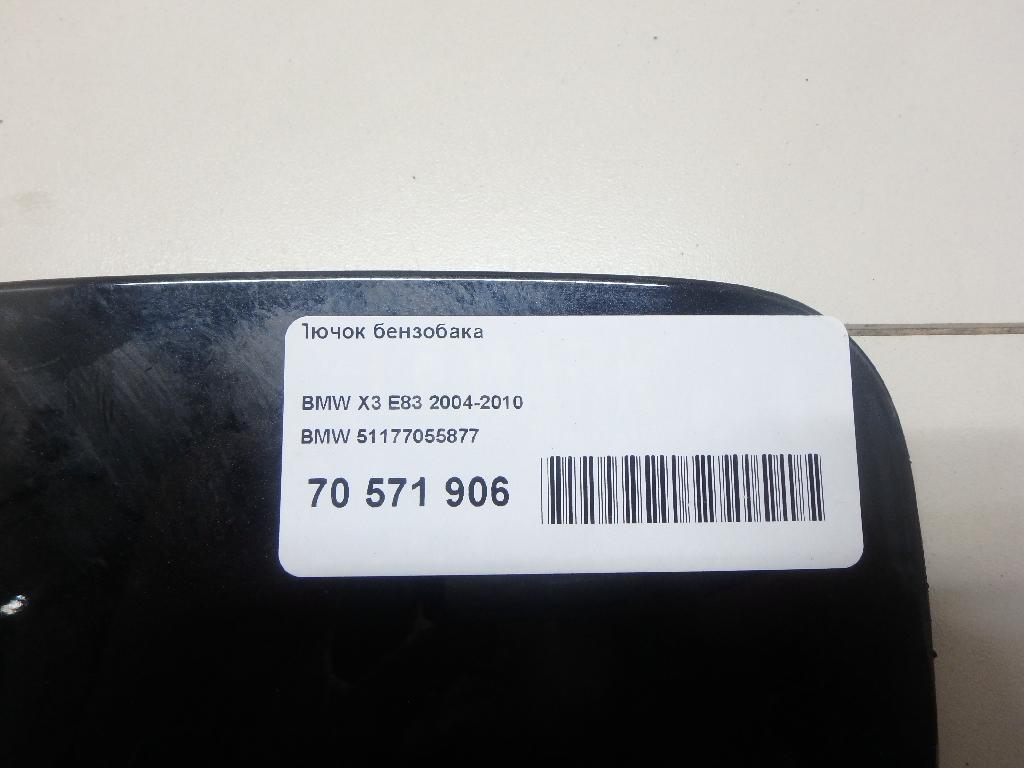 Лючок бензобака
BMW X3 E83 2004-2010
BMW 51177055877
70 571 906